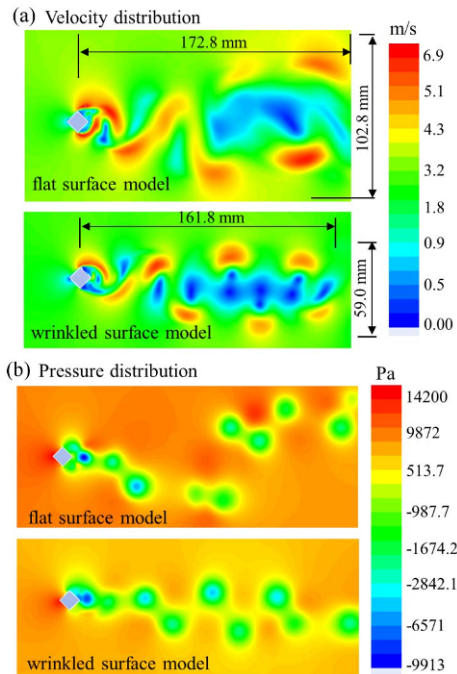 (a) Velocity distribution
m/s
172.8 mm
102.8 mm
flat surface model
161.8 mm
59.0 mm
wrinkled surface model
6.9
5.1
4.3
3.2
1.8
0.9
0.00
(b) Pressure distribution
Pa
flat surface model
wrinkled surface model
14200
9872
513.7
-987.7
-1674.2
-2842.1
-6571
-9913